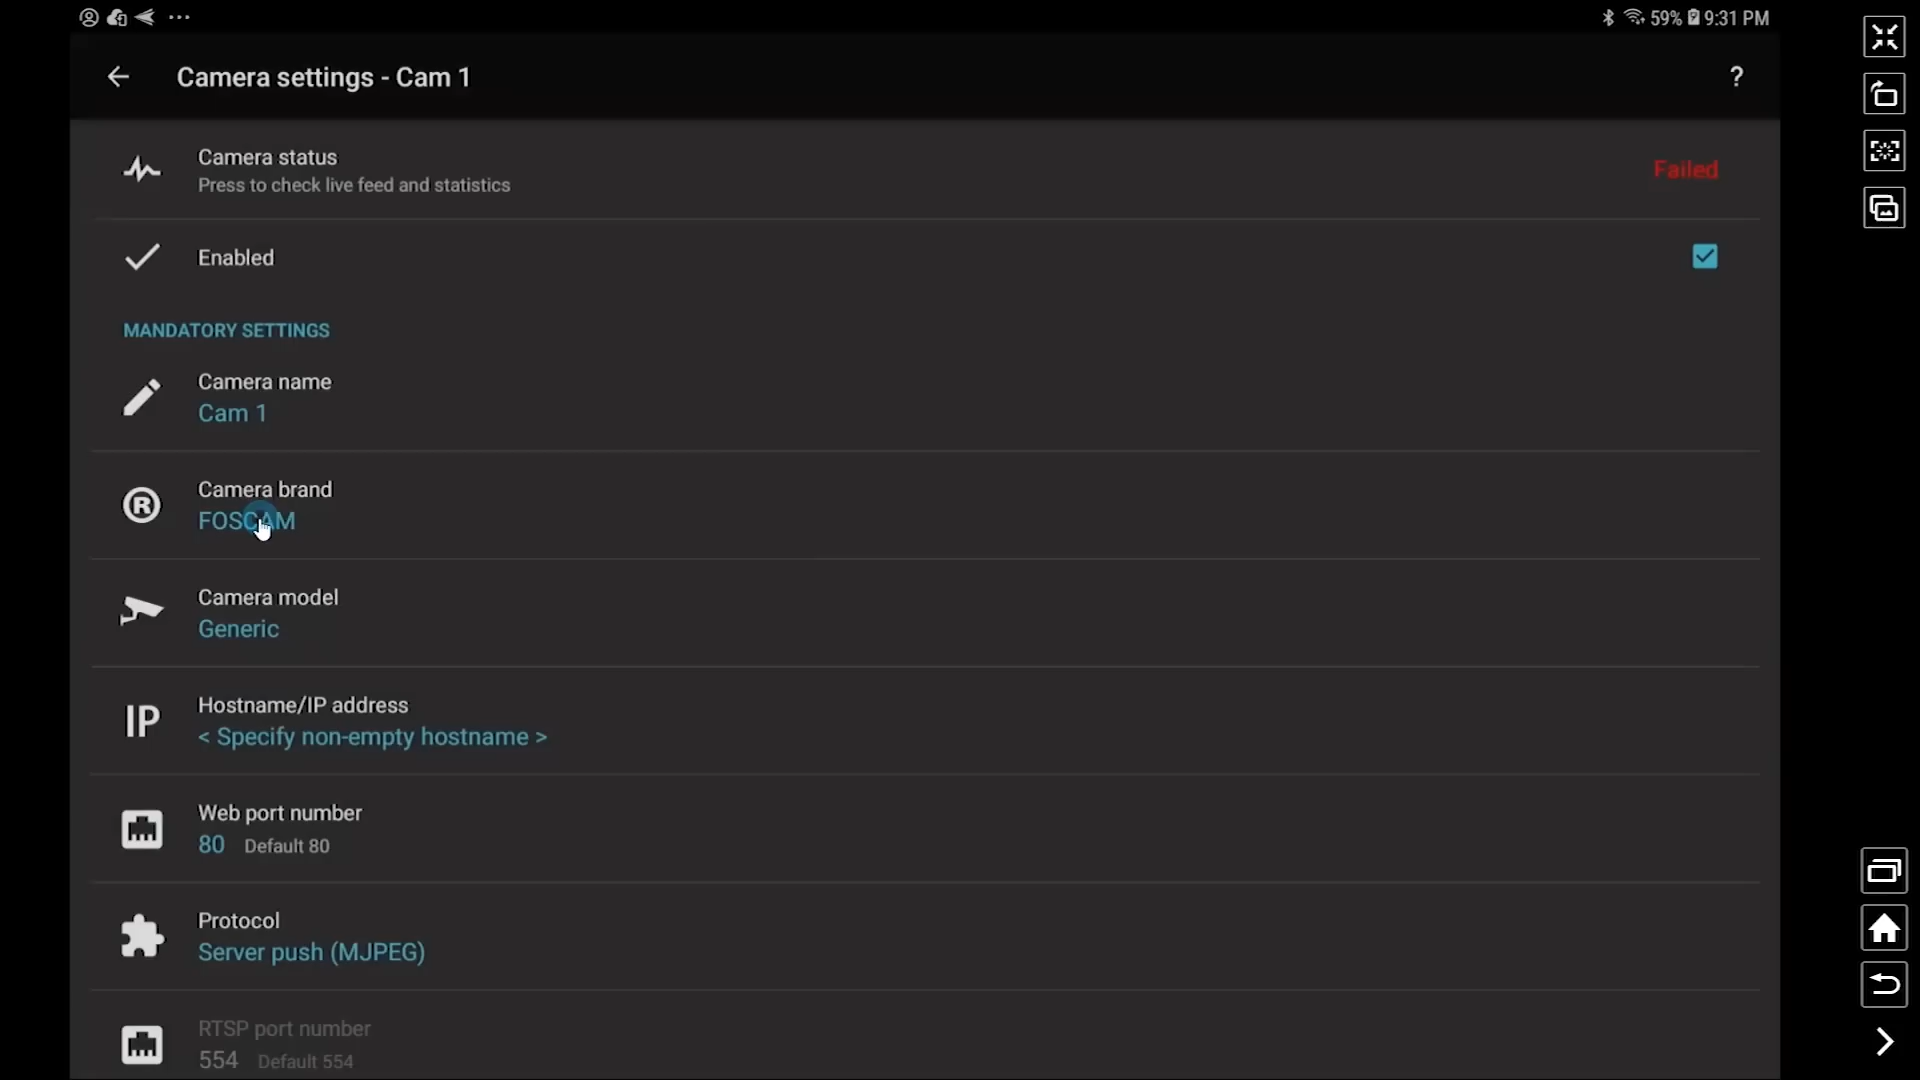 59% 9:31 PM
Camera settings - Cam 1
?
Camera status
Press to check live feed and statistics
Failed
Enabled
MANDATORY SETTINGS
Camera name
Cam 1
® Camera brand
FOSCAM
Camera model
Generic
IP
Hostname/IP address
< Specify non-empty hostname >
Web port number
80 Default 80
Protocol
Server push (MJPEG)
RTSP port number
554 Default 554